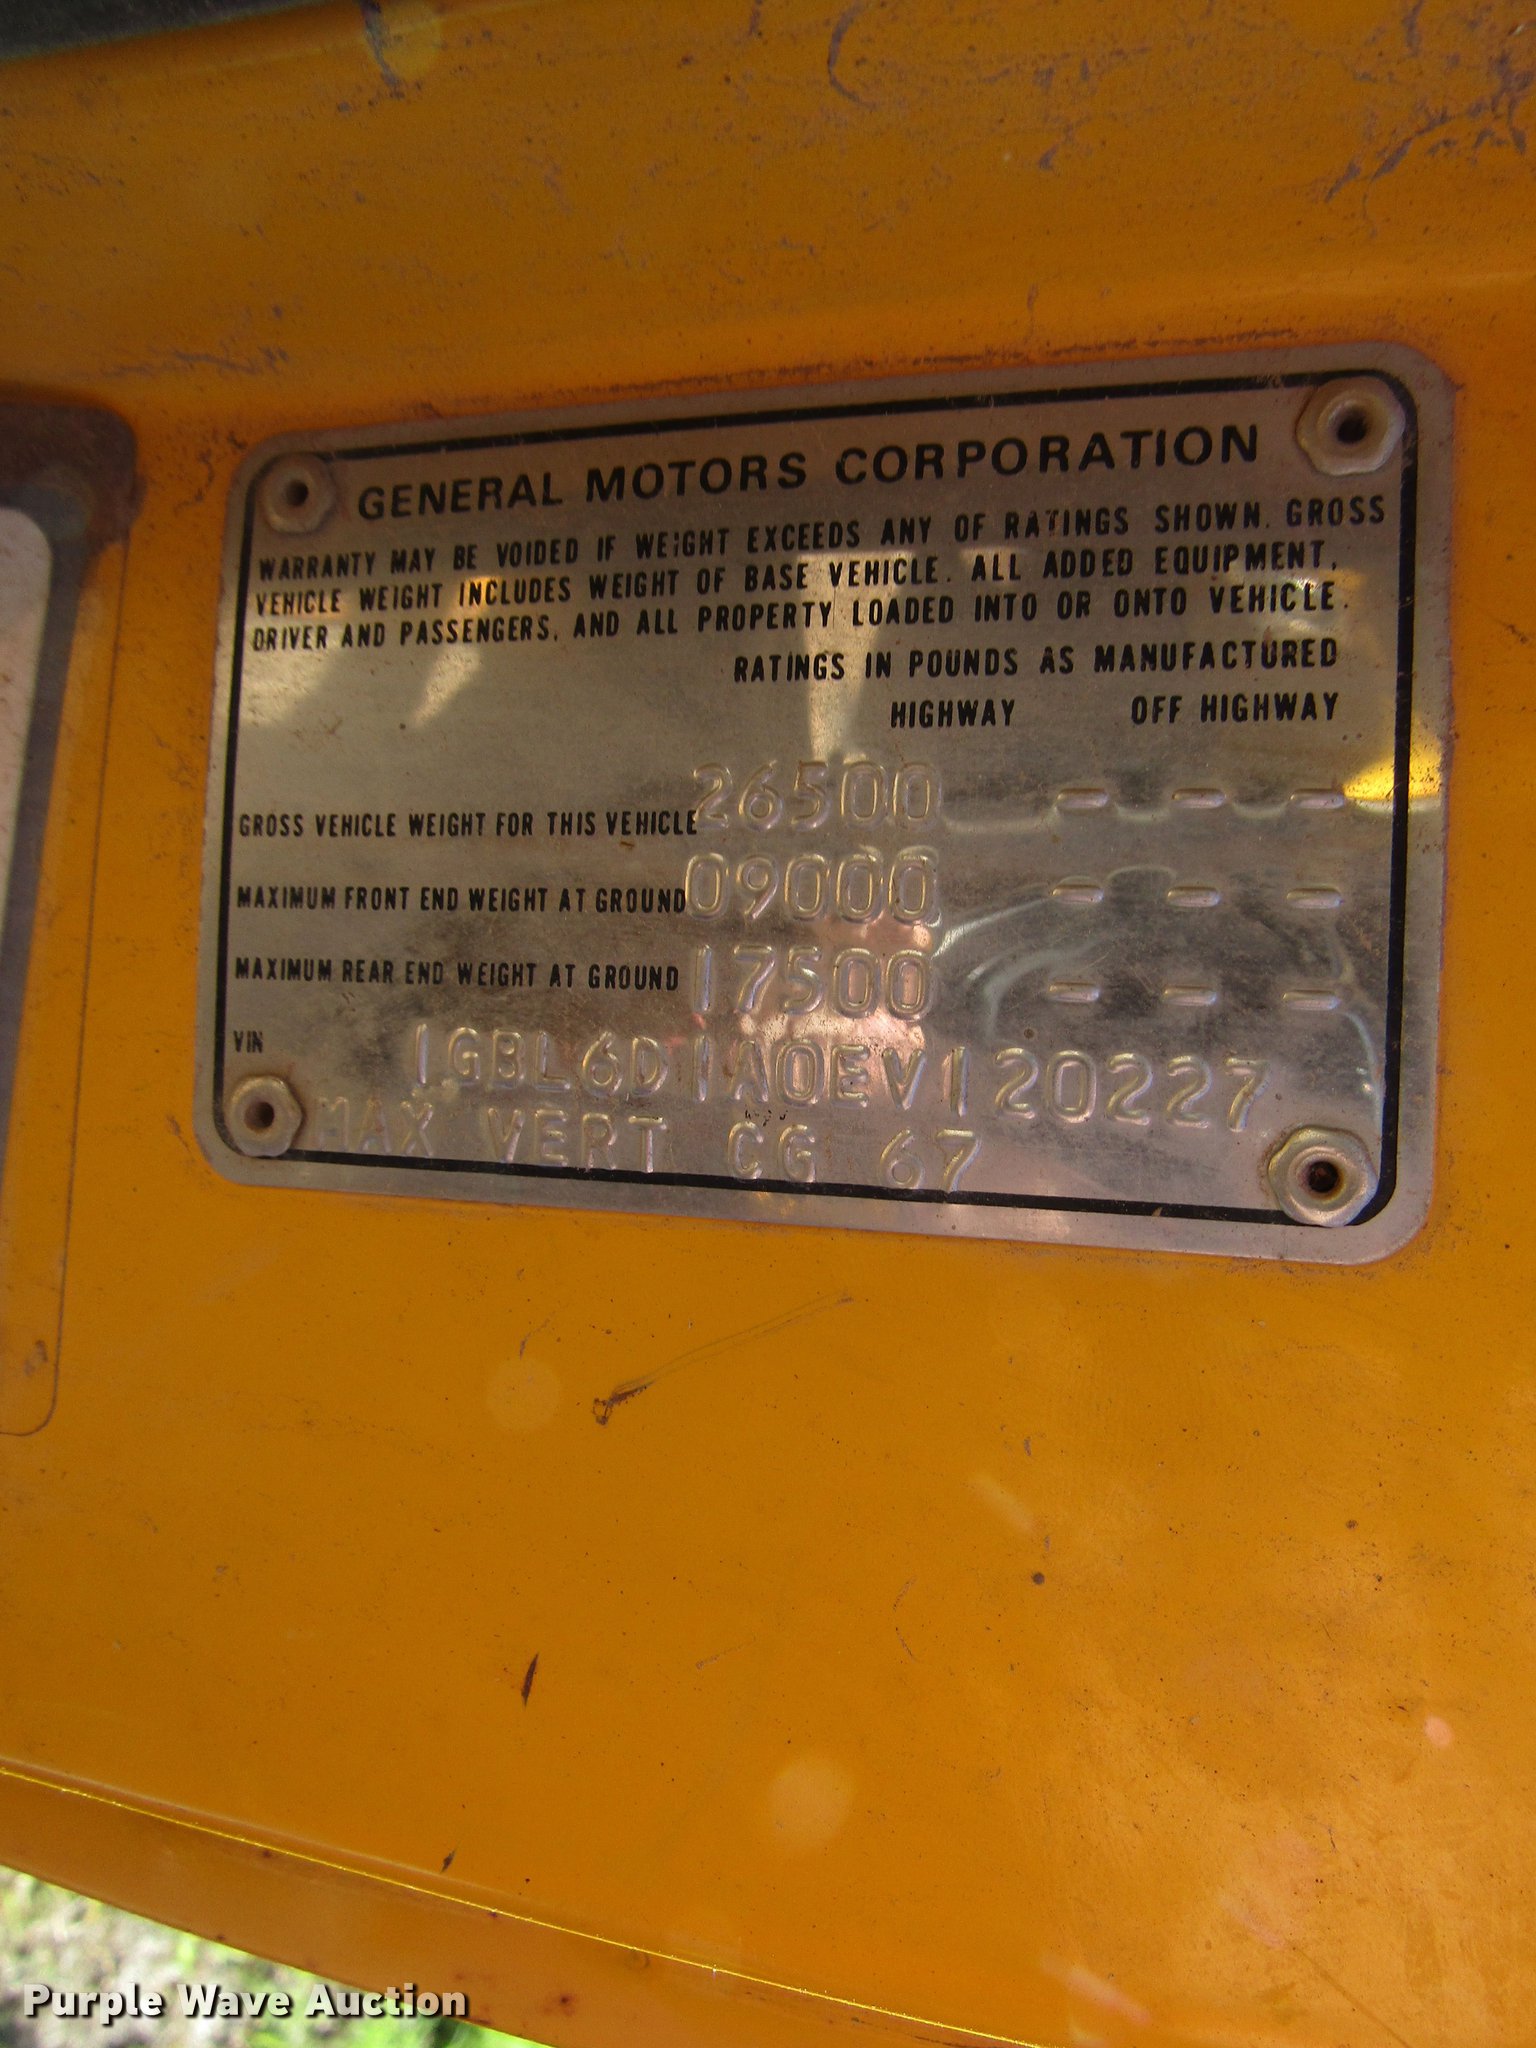 GENERAL MOTORS CORPORATION
WARRANTY MAY BE VOIDED IF WEIGHT EXCEEDS ANY OF RATINGS SHOWN. GROSS
VEHICLE WEIGHT INCLUDES WEIGHT OF BASE VEHICLE. ALL ADDED EQUIPMENT,
DRIVER AND PASSENGERS, AND ALL PROPERTY LOADED INTO OR ONTO VEHICLE.
RATINGS IN POUNDS AS MANUFACTURED
HIGHWAY OFF HIGHWAY
GROSS VEHICLE WEIGHT FOR THIS VEHICLE 26500 - - -
MAXIMUM FRONT END WEIGHT AT GROUND 09000 - - -
MAXIMUM REAR END WEIGHT AT GROUND 17500 - - -
VIN 1GBL6D1A0EV120227
MAX VERT CG 67
Purple Wave Auction